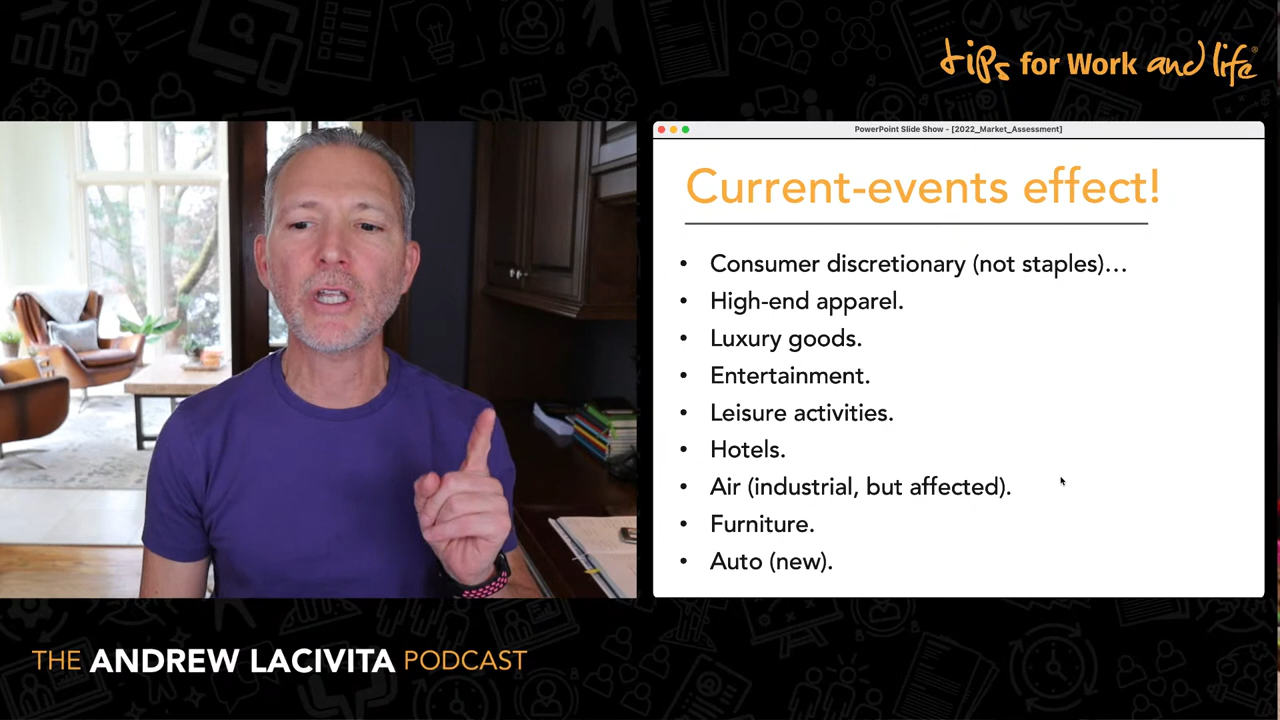 tips for Work and life®
PowerPoint Slide Show - [2022_Market_Assessment]
Current-events effect!
• Consumer discretionary (not staples)…
• High-end apparel.
• Luxury goods.
• Entertainment.
• Leisure activities.
• Hotels.
• Air (industrial, but affected).
• Furniture.
• Auto (new).
THE ANDREW LACIVITA PODCAST